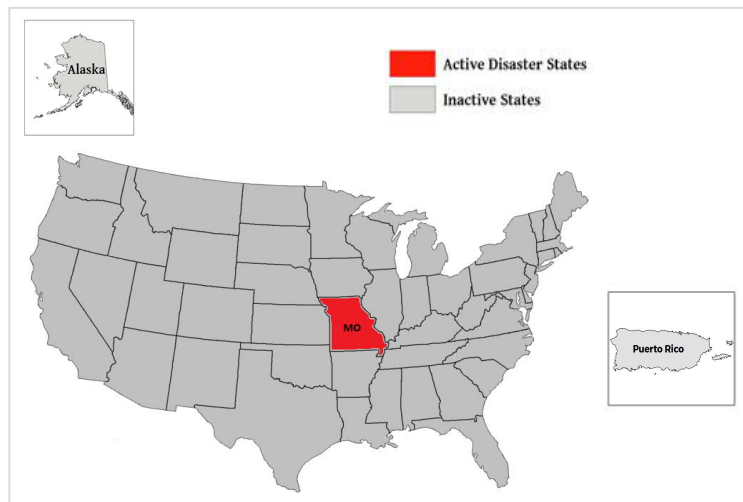 Alaska
Active Disaster States
Inactive States
MO
Puerto Rico